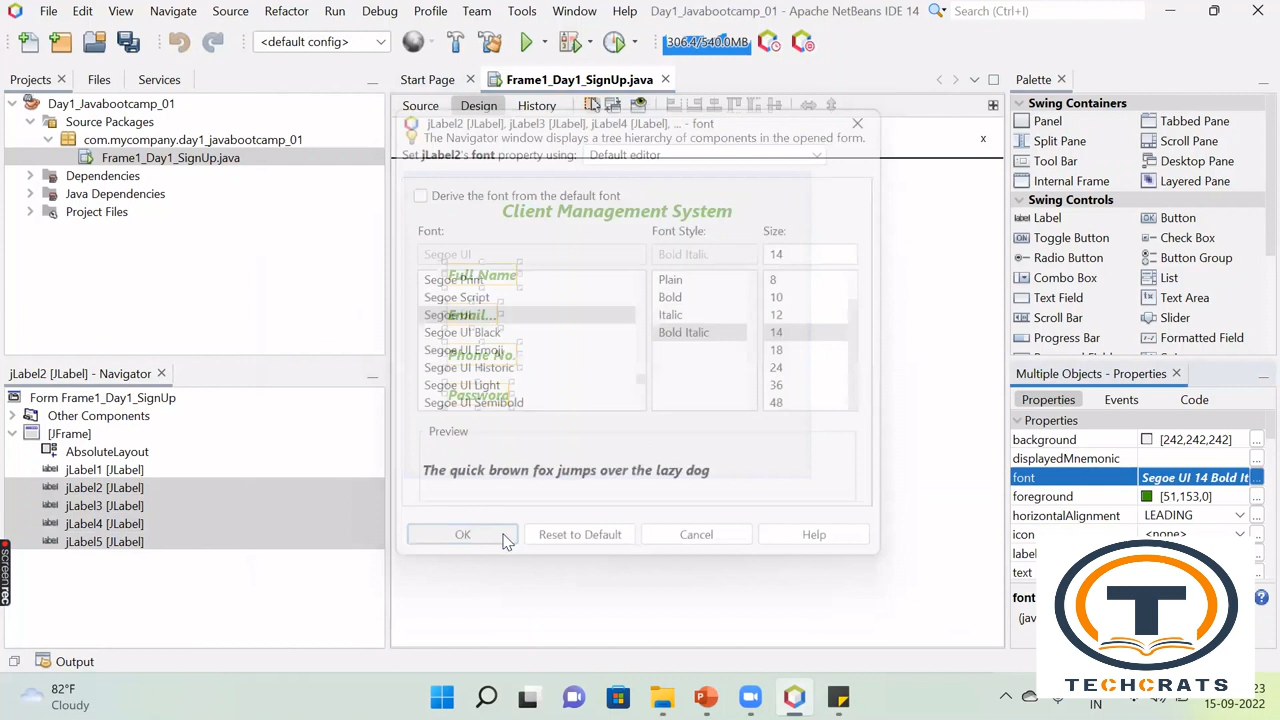 File Edit View Navigate Source Refactor Run Debug Profile Team Tools Window Help Day1_Javabootcamp_01 - Apache NetBeans IDE 14 Search (Ctrl+I)
<default config> 306.4/540.0MB
Projects Files Services
Day1_Javabootcamp_01
Source Packages
com.mycompany.day1_javabootcamp_01
Frame1_Day1_SignUp.java
Dependencies
Java Dependencies
Project Files
jLabel2 [JLabel] - Navigator
Form Frame1_Day1_SignUp
Other Components
[JFrame]
AbsoluteLayout
jLabel1 [JLabel]
jLabel2 [JLabel]
jLabel3 [JLabel]
jLabel4 [JLabel]
jLabel5 [JLabel]
Output
Start Page Frame1_Day1_SignUp.java
Source Design History
jLabel2 [JLabel], jLabel3 [JLabel], jLabel4 [JLabel], ... - font
The Navigator window displays a tree hierarchy of components in the opened form. x
Set jLabel2's font property using: Default editor
Derive the font from the default font
Client Management System
Font: Font Style: Size:
Segoe UI Bold Italic 14
Full Name
Email...
Phone No.
Password
Segoe Print
Segoe Script
Segoe UI Black
Segoe UI Emoji
Segoe UI Historic
Segoe UI Light
Segoe UI Semibold
Plain
Bold
Italic
Bold Italic
8
10
12
14
18
24
36
48
Preview
The quick brown fox jumps over the lazy dog
OK Reset to Default Cancel Help
Palette
Swing Containers
Panel Tabbed Pane
Split Pane Scroll Pane
Tool Bar Desktop Pane
Internal Frame Layered Pane
Swing Controls
Label Button
Toggle Button Check Box
Radio Button Button Group
Combo Box List
Text Field Text Area
Scroll Bar Slider
Progress Bar Formatted Field
Multiple Objects - Properties
Properties Events Code
Properties
background [242,242,242] ...
displayedMnemonic ...
font Segoe UI 14 Bold It ...
foreground [51,153,0] ...
horizontalAlignment LEADING ...
icon <none> ...
label
text
font
(jav
TECHCRATS
screenrec
82°F
Cloudy
IN
23
15-09-2022